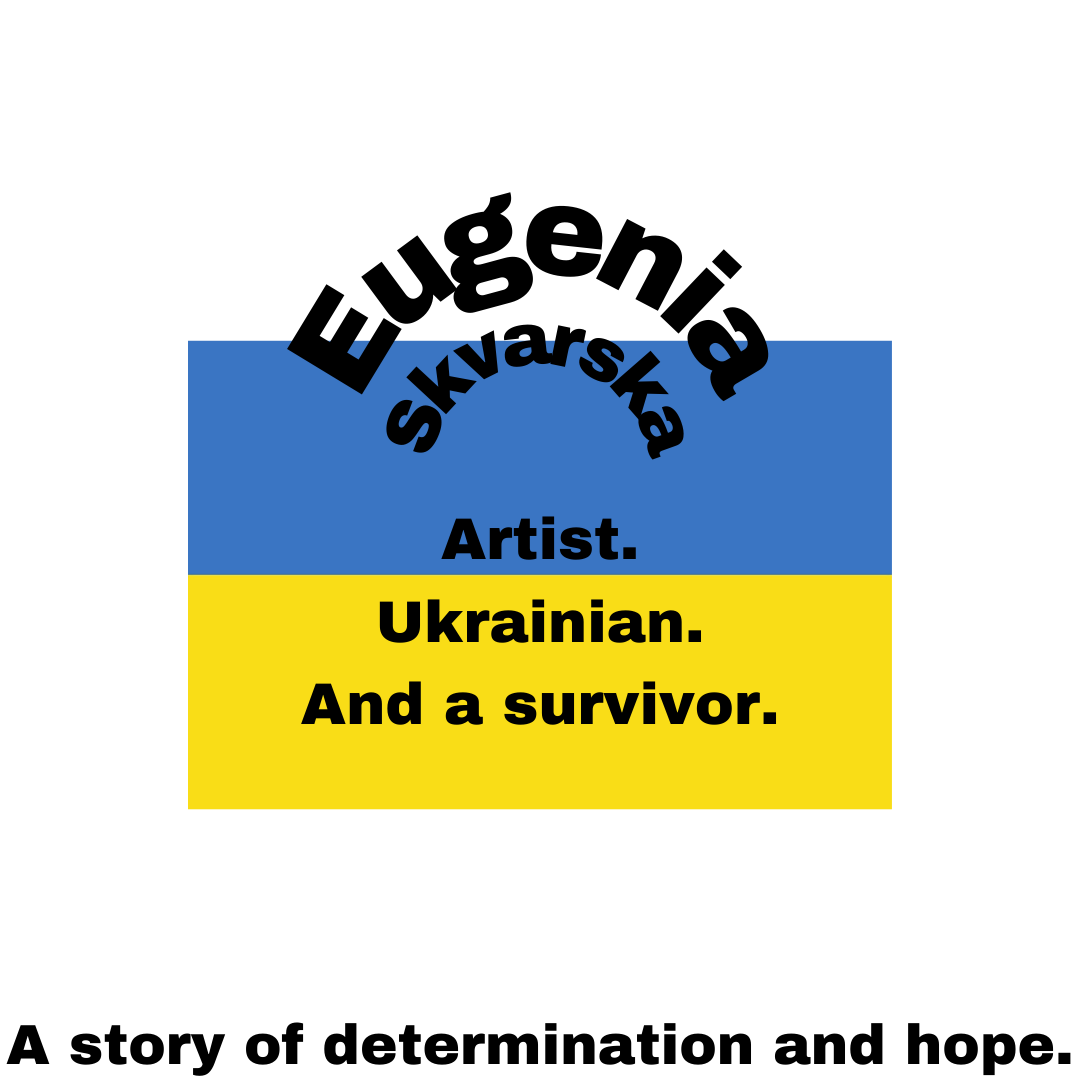 Eugenia
Skvarska
Artist.
Ukrainian.
And a survivor.
A story of determination and hope.